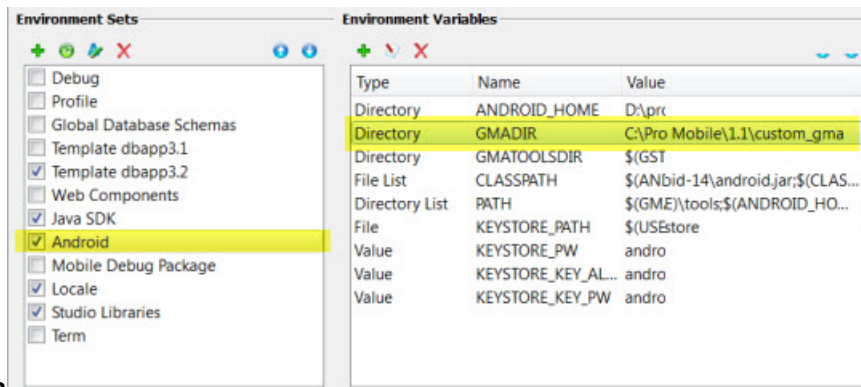 Environment Sets
Environment Variables
Debug
Profile
Global Database Schemas
Template dbapp3.1
Template dbapp3.2
Web Components
Java SDK
Android
Mobile Debug Package
Locale
Studio Libraries
Term
Type Name Value
Directory ANDROID_HOME D:\pro
Directory GMADIR C:\Pro Mobile\1.1\custom_gma
Directory GMATOOLSDIR $(GST
File List CLASSPATH $(ANbid-14\android.jar;$(CLAS...
Directory List PATH $(GME)\tools;$(ANDROID_HO...
File KEYSTORE_PATH $(USEstore
Value KEYSTORE_PW andro
Value KEYSTORE_KEY_AL... andro
Value KEYSTORE_KEY_PW andro